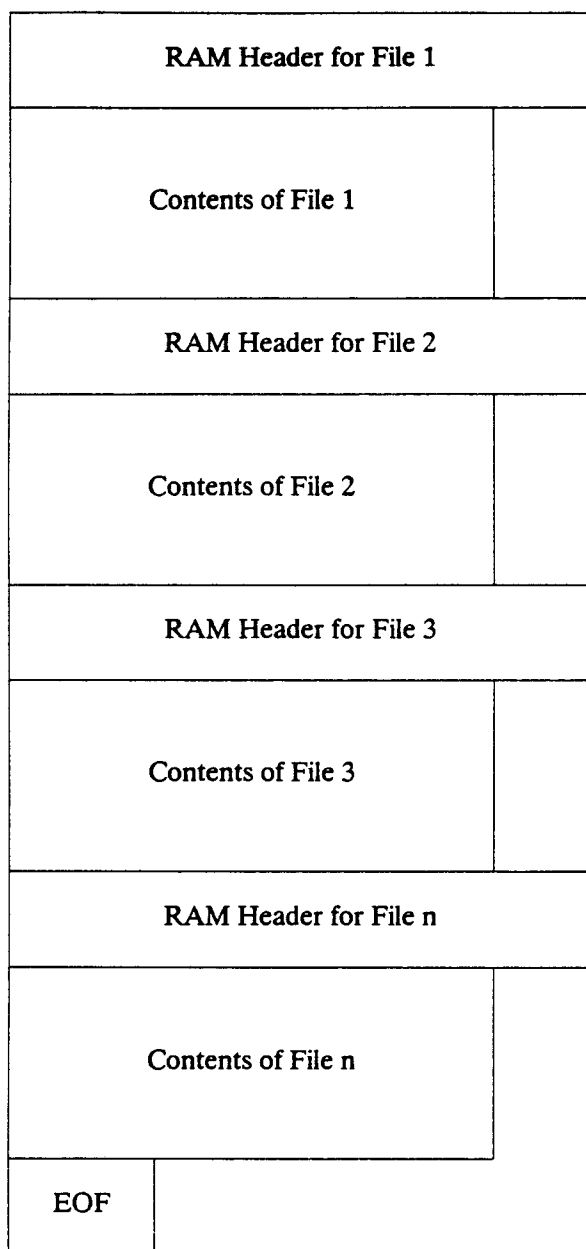 RAM Header for File 1
Contents of File 1
RAM Header for File 2
Contents of File 2
RAM Header for File 3
Contents of File 3
RAM Header for File n
Contents of File n
EOF